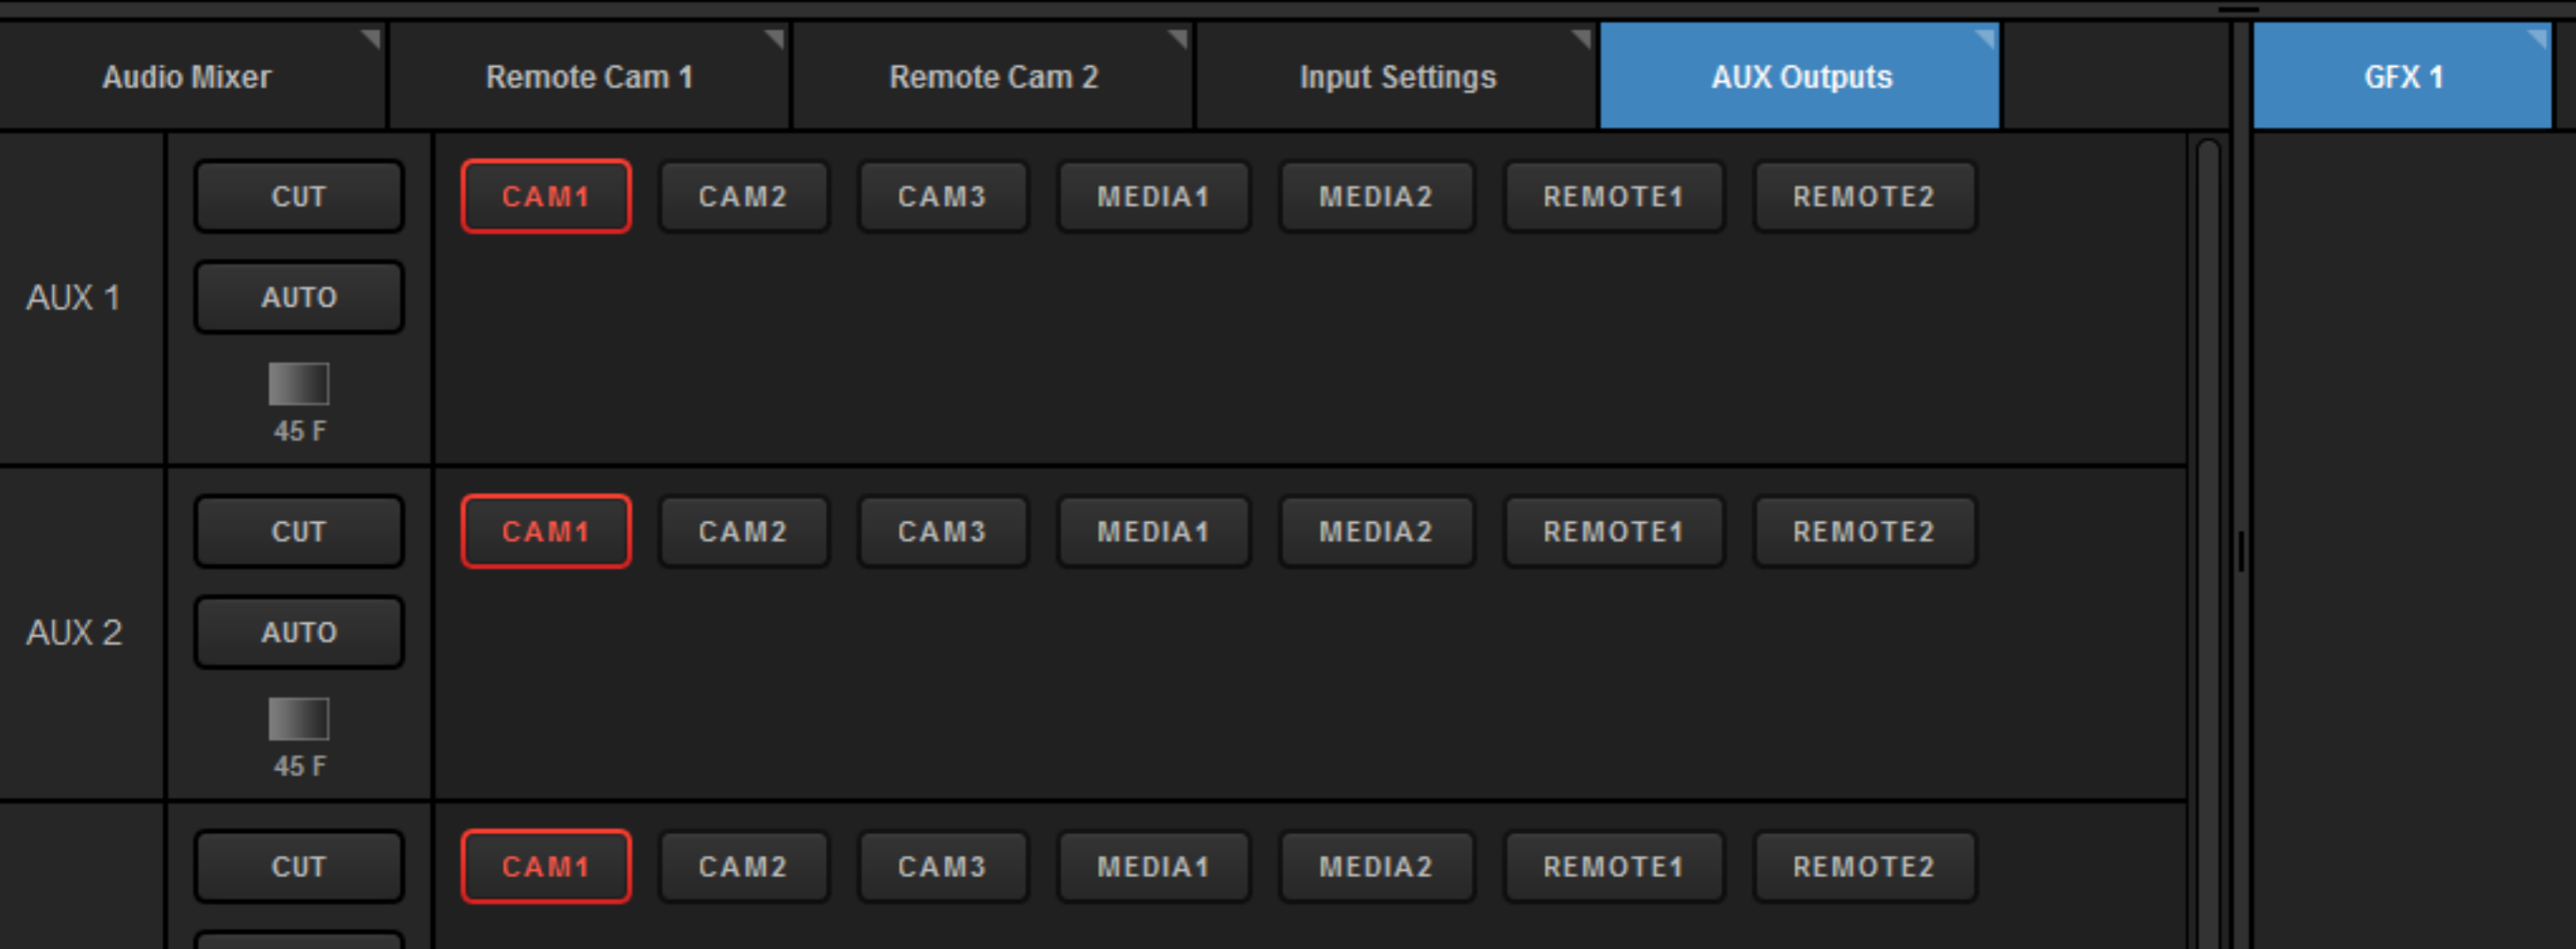 Audio Mixer Remote Cam 1 Remote Cam 2 Input Settings AUX Outputs GFX 1
CUT CAM1 CAM2 CAM3 MEDIA1 MEDIA2 REMOTE1 REMOTE2
AUX 1 AUTO
45 F
CUT CAM1 CAM2 CAM3 MEDIA1 MEDIA2 REMOTE1 REMOTE2
AUX 2 AUTO
45 F
CUT CAM1 CAM2 CAM3 MEDIA1 MEDIA2 REMOTE1 REMOTE2